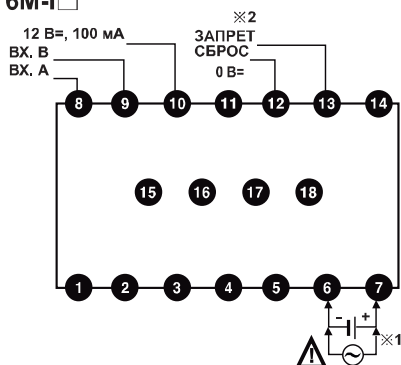 6M-I□
※2
12 В=, 100 мА
ЗАПРЕТ
ВХ. В
СБРОС
ВХ. А
0 В=
8 9 10 11 12 13 14
15 16 17 18
1 2 3 4 5 6 7
- +
※1